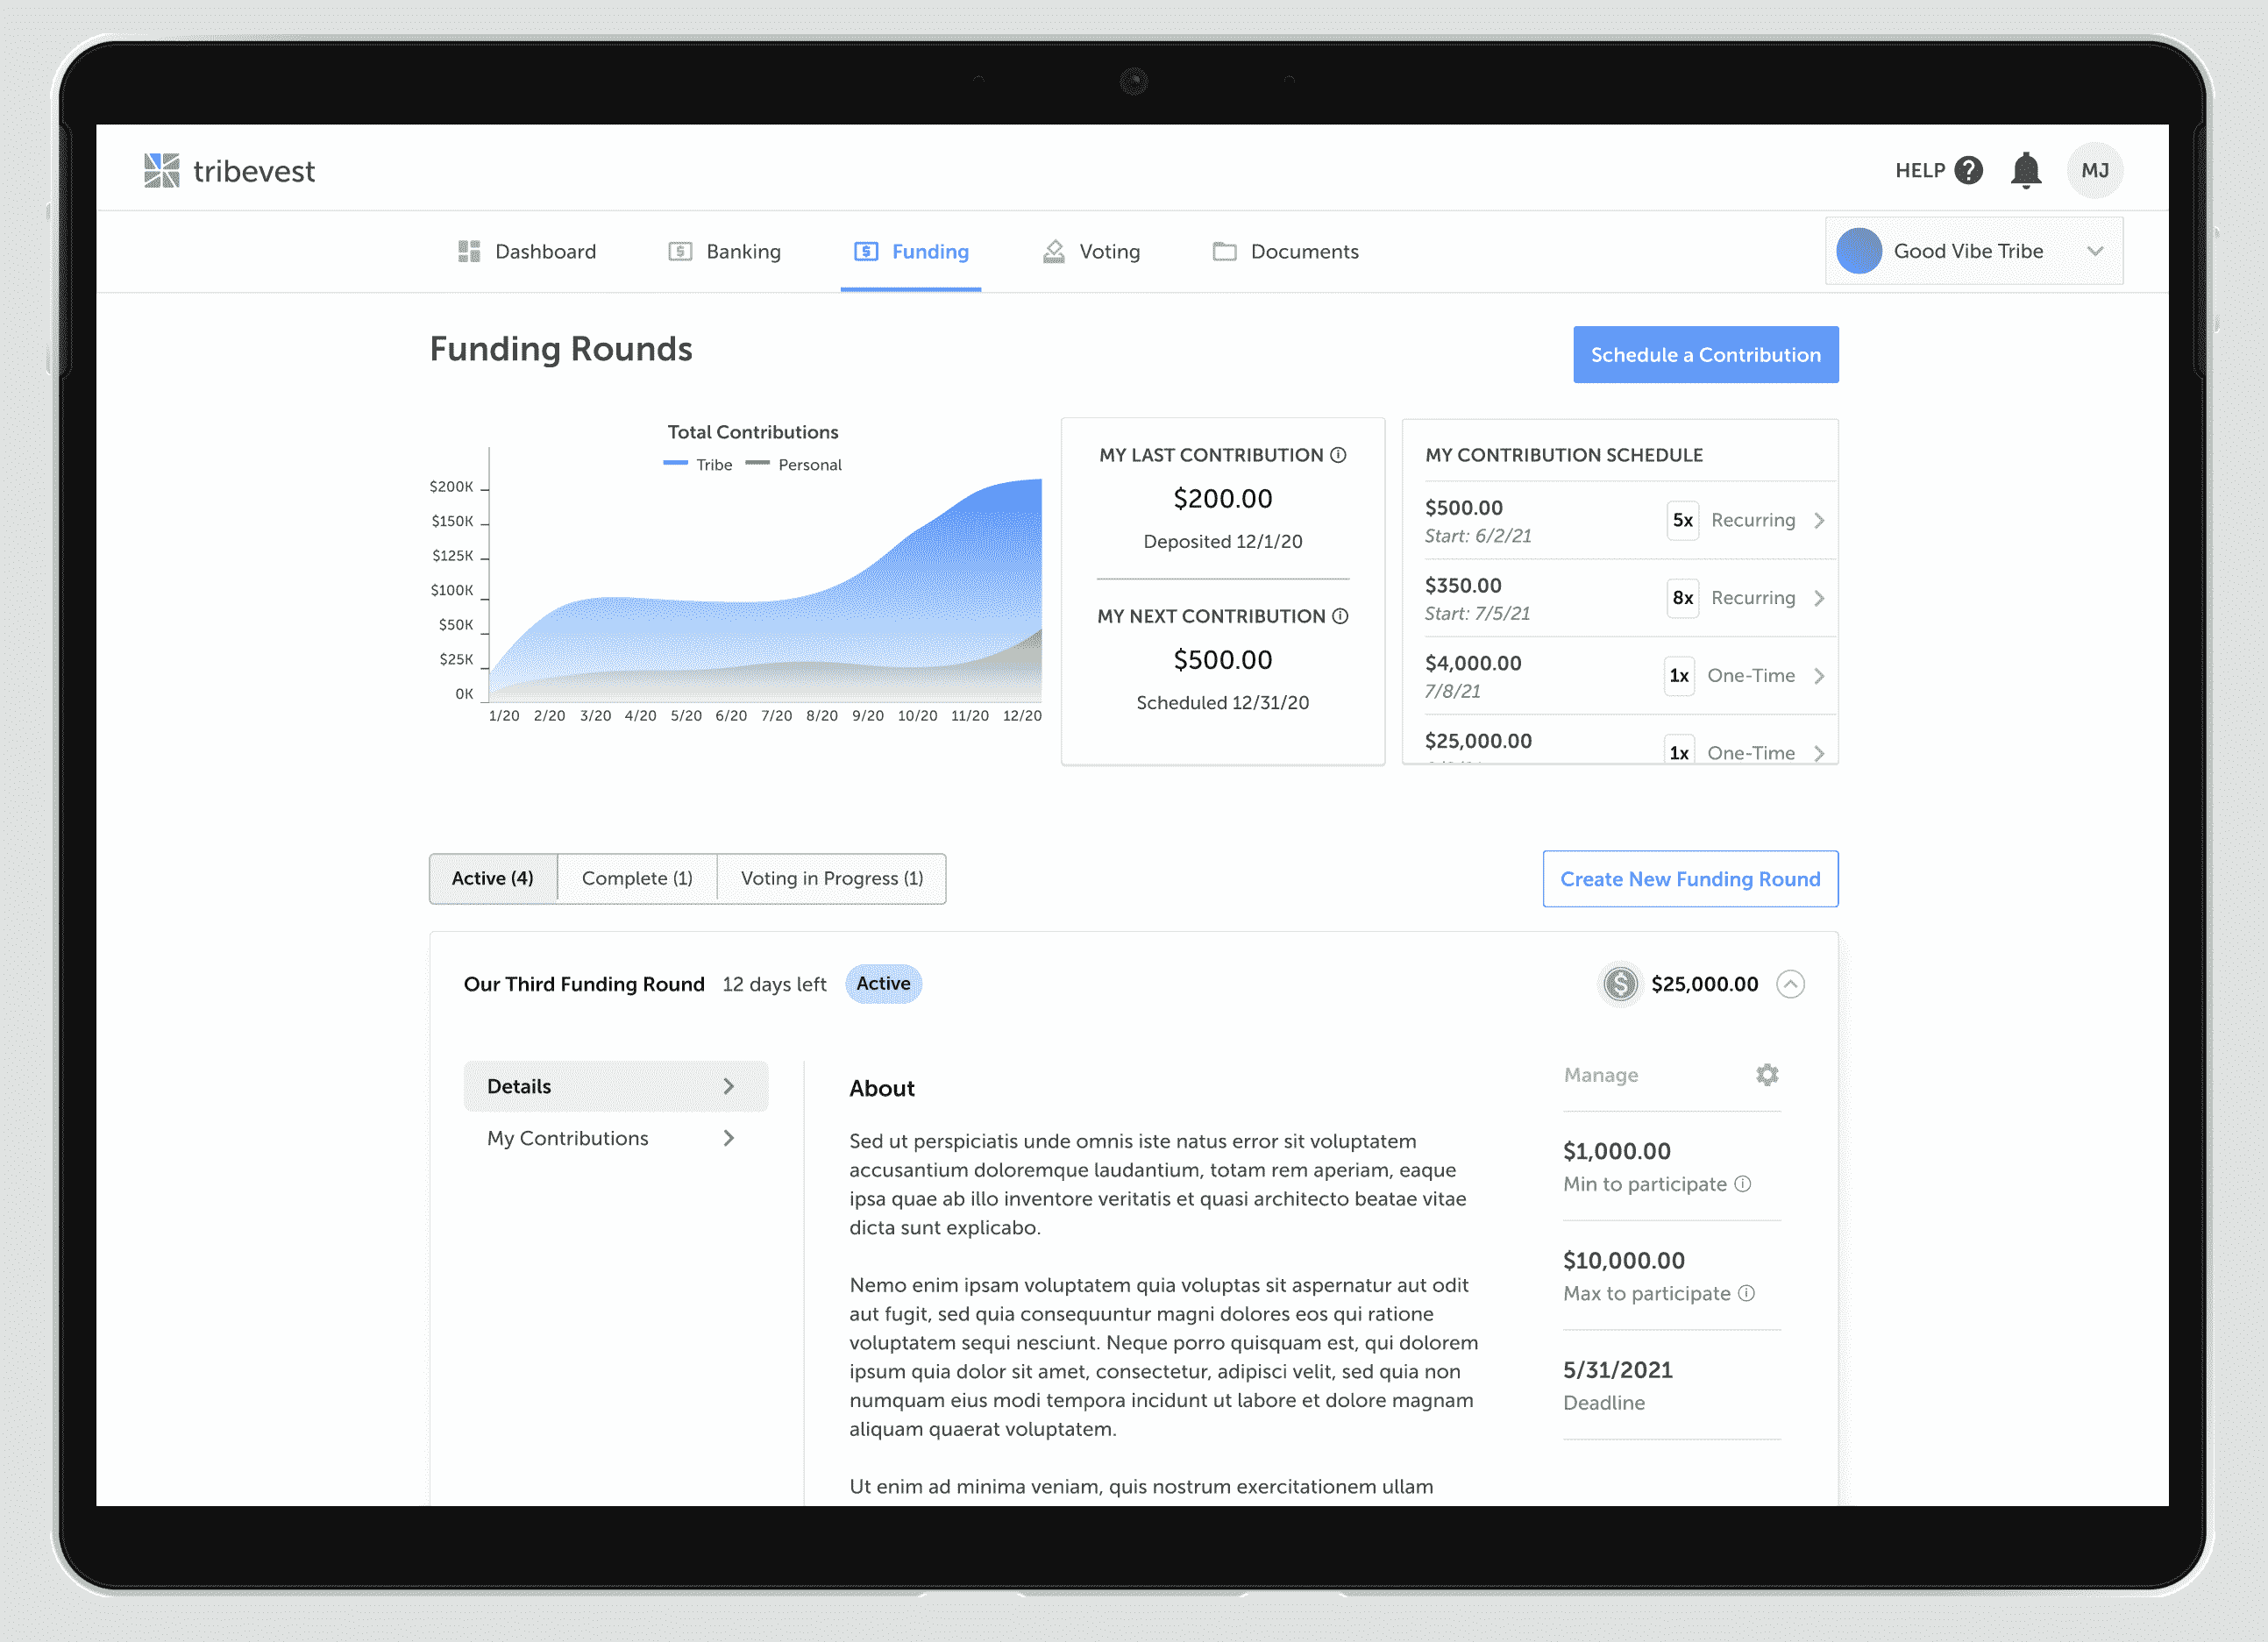 tribevest
HELP ?
MJ
Dashboard
Banking
Funding
Voting
Documents
Good Vibe Tribe
Funding Rounds
Schedule a Contribution
Total Contributions
Tribe
Personal
$200K
$150K
$125K
$100K
$50K
$25K
0K
1/20 2/20 3/20 4/20 5/20 6/20 7/20 8/20 9/20 10/20 11/20 12/20
MY LAST CONTRIBUTION
$200.00
Deposited 12/1/20
MY NEXT CONTRIBUTION
$500.00
Scheduled 12/31/20
MY CONTRIBUTION SCHEDULE
$500.00
Start: 6/2/21
5x Recurring
$350.00
Start: 7/5/21
8x Recurring
$4,000.00
7/8/21
1x One-Time
$25,000.00
1x One-Time
Active (4)
Complete (1)
Voting in Progress (1)
Create New Funding Round
Our Third Funding Round 12 days left Active
$25,000.00
Details
My Contributions
About
Sed ut perspiciatis unde omnis iste natus error sit voluptatem
accusantium doloremque laudantium, totam rem aperiam, eaque
ipsa quae ab illo inventore veritatis et quasi architecto beatae vitae
dicta sunt explicabo.
Nemo enim ipsam voluptatem quia voluptas sit aspernatur aut odit
aut fugit, sed quia consequuntur magni dolores eos qui ratione
voluptatem sequi nesciunt. Neque porro quisquam est, qui dolorem
ipsum quia dolor sit amet, consectetur, adipisci velit, sed quia non
numquam eius modi tempora incidunt ut labore et dolore magnam
aliquam quaerat voluptatem.
Ut enim ad minima veniam, quis nostrum exercitationem ullam
Manage
$1,000.00
Min to participate
$10,000.00
Max to participate
5/31/2021
Deadline